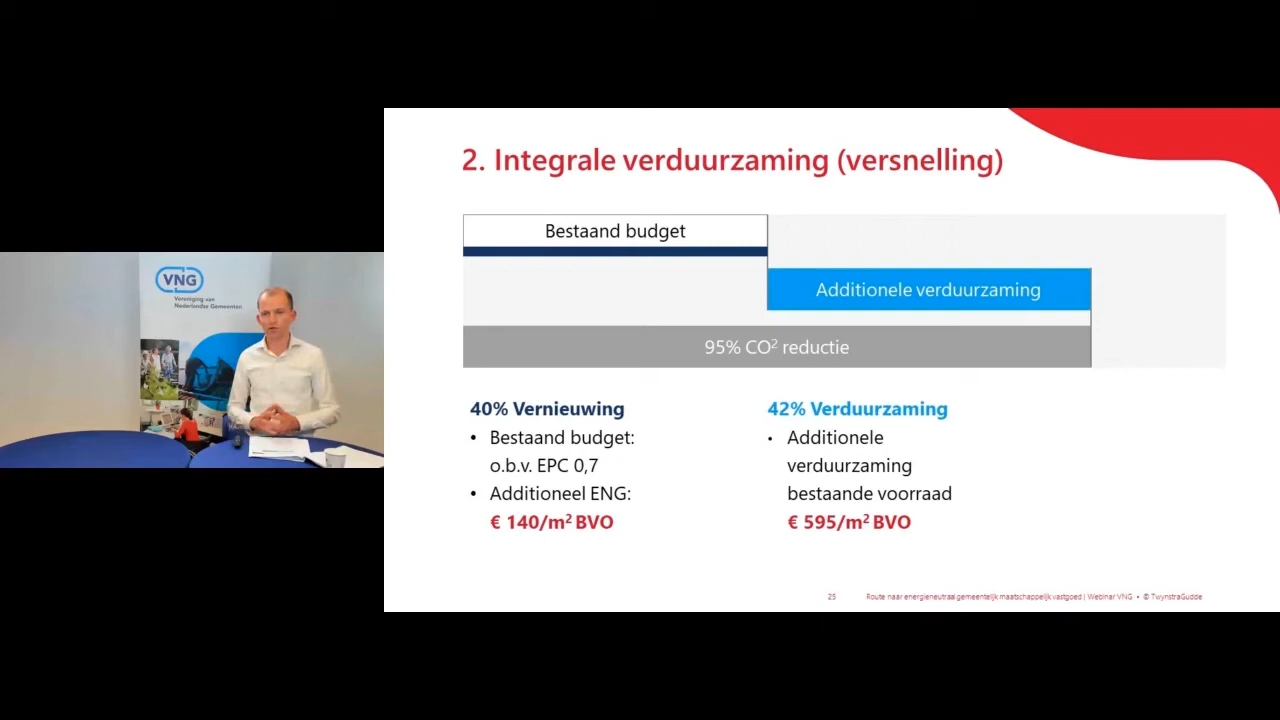 2. Integrale verduurzaming (versnelling)
Bestaand budget
Additionele verduurzaming
95% CO² reductie
40% Vernieuwing
• Bestaand budget:
o.b.v. EPC 0,7
• Additioneel ENG:
€ 140/m² BVO
42% Verduurzaming
• Additionele
verduurzaming
bestaande voorraad
€ 595/m² BVO
25 Route naar energieneutraal gemeentelijk maatschappelijk vastgoed | Webinar VNG • © TwynstraGudde
VNG
Vereniging van
Nederlandse Gemeenten